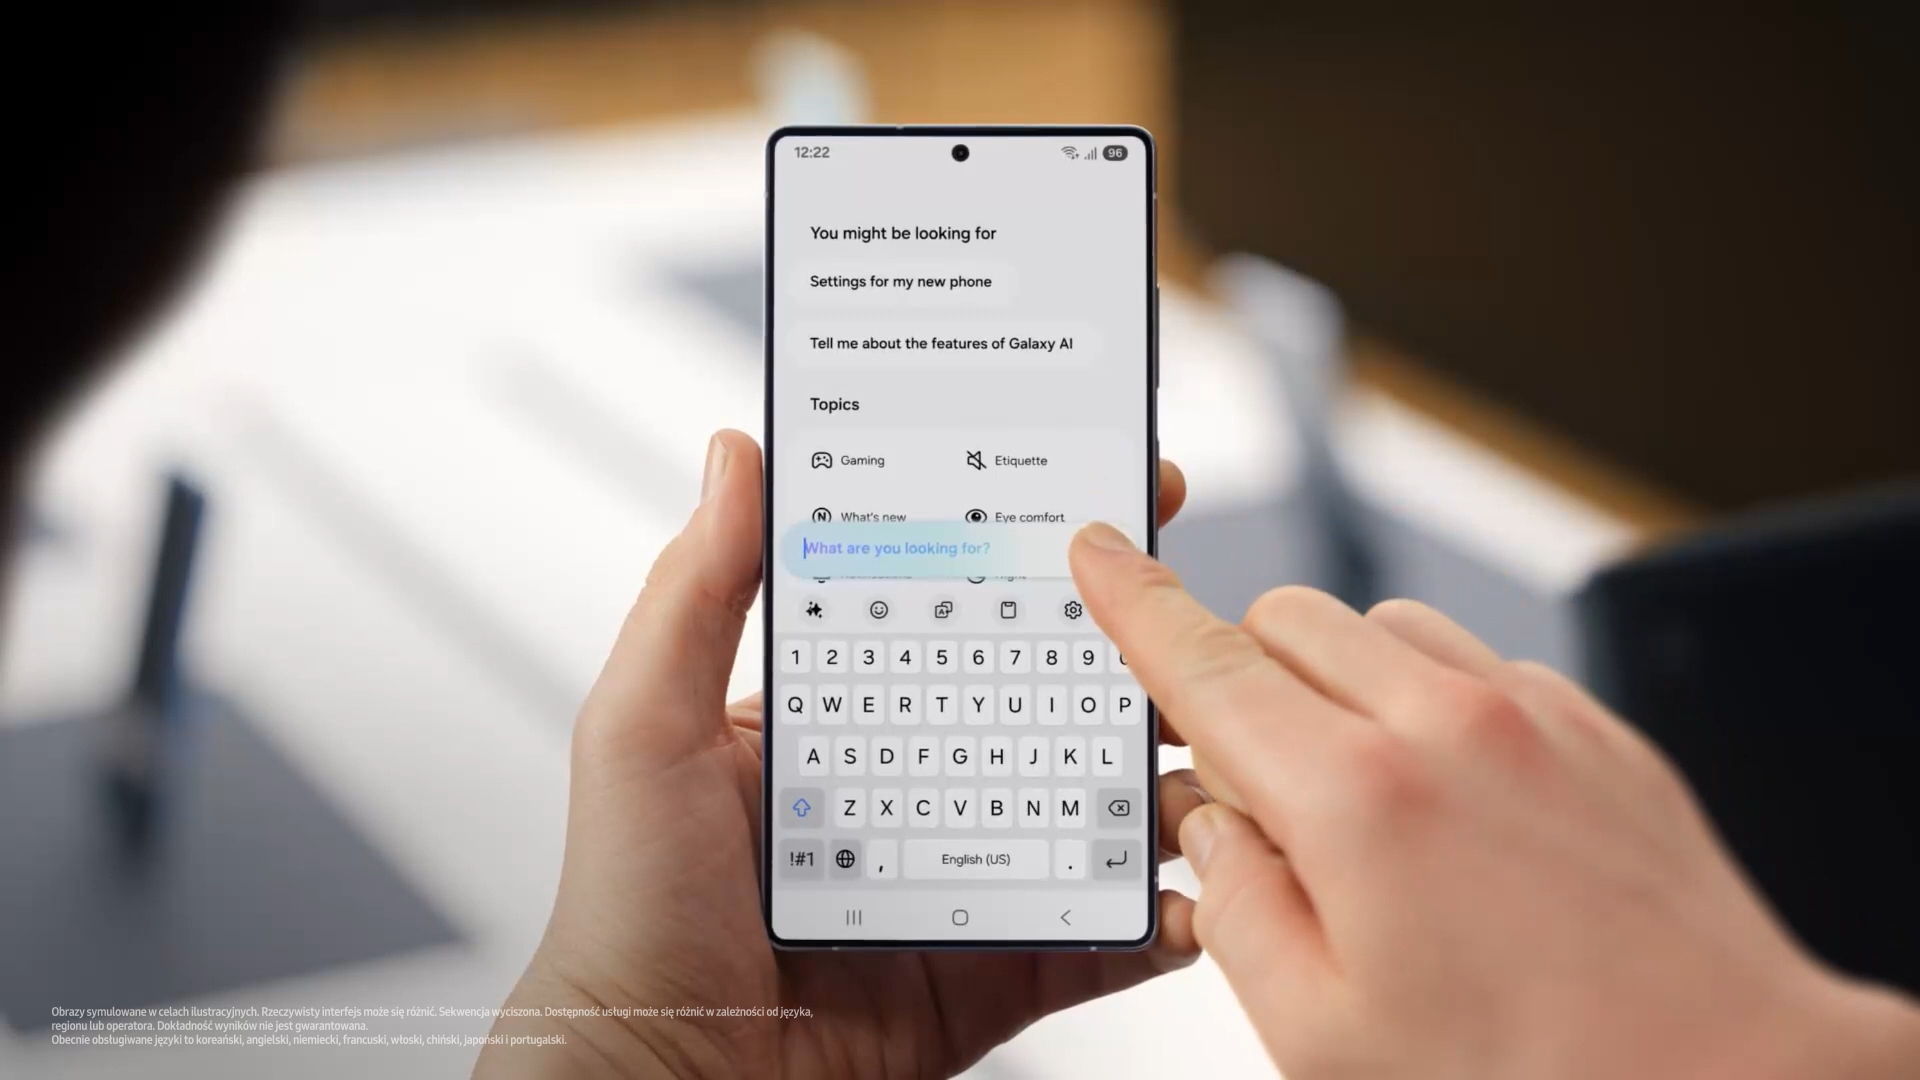 12:22
96
You might be looking for
Settings for my new phone
Tell me about the features of Galaxy AI
Topics
Gaming
Etiquette
What's new
Eye comfort
What are you looking for?
1 2 3 4 5 6 7 8 9
Q W E R T Y U I O P
A S D F G H J K L
Z X C V B N M
!#1 , English (US) .
Obrazy symulowane w celach ilustracyjnych. Rzeczywisty interfejs może się różnić. Sekwencja wyciszona. Dostępność usługi może się różnić w zależności od języka,
regionu lub operatora. Dokładność wyników nie jest gwarantowana.
Obecnie obsługiwane języki to koreański, angielski, niemiecki, francuski, włoski, chiński, japoński i portugalski.